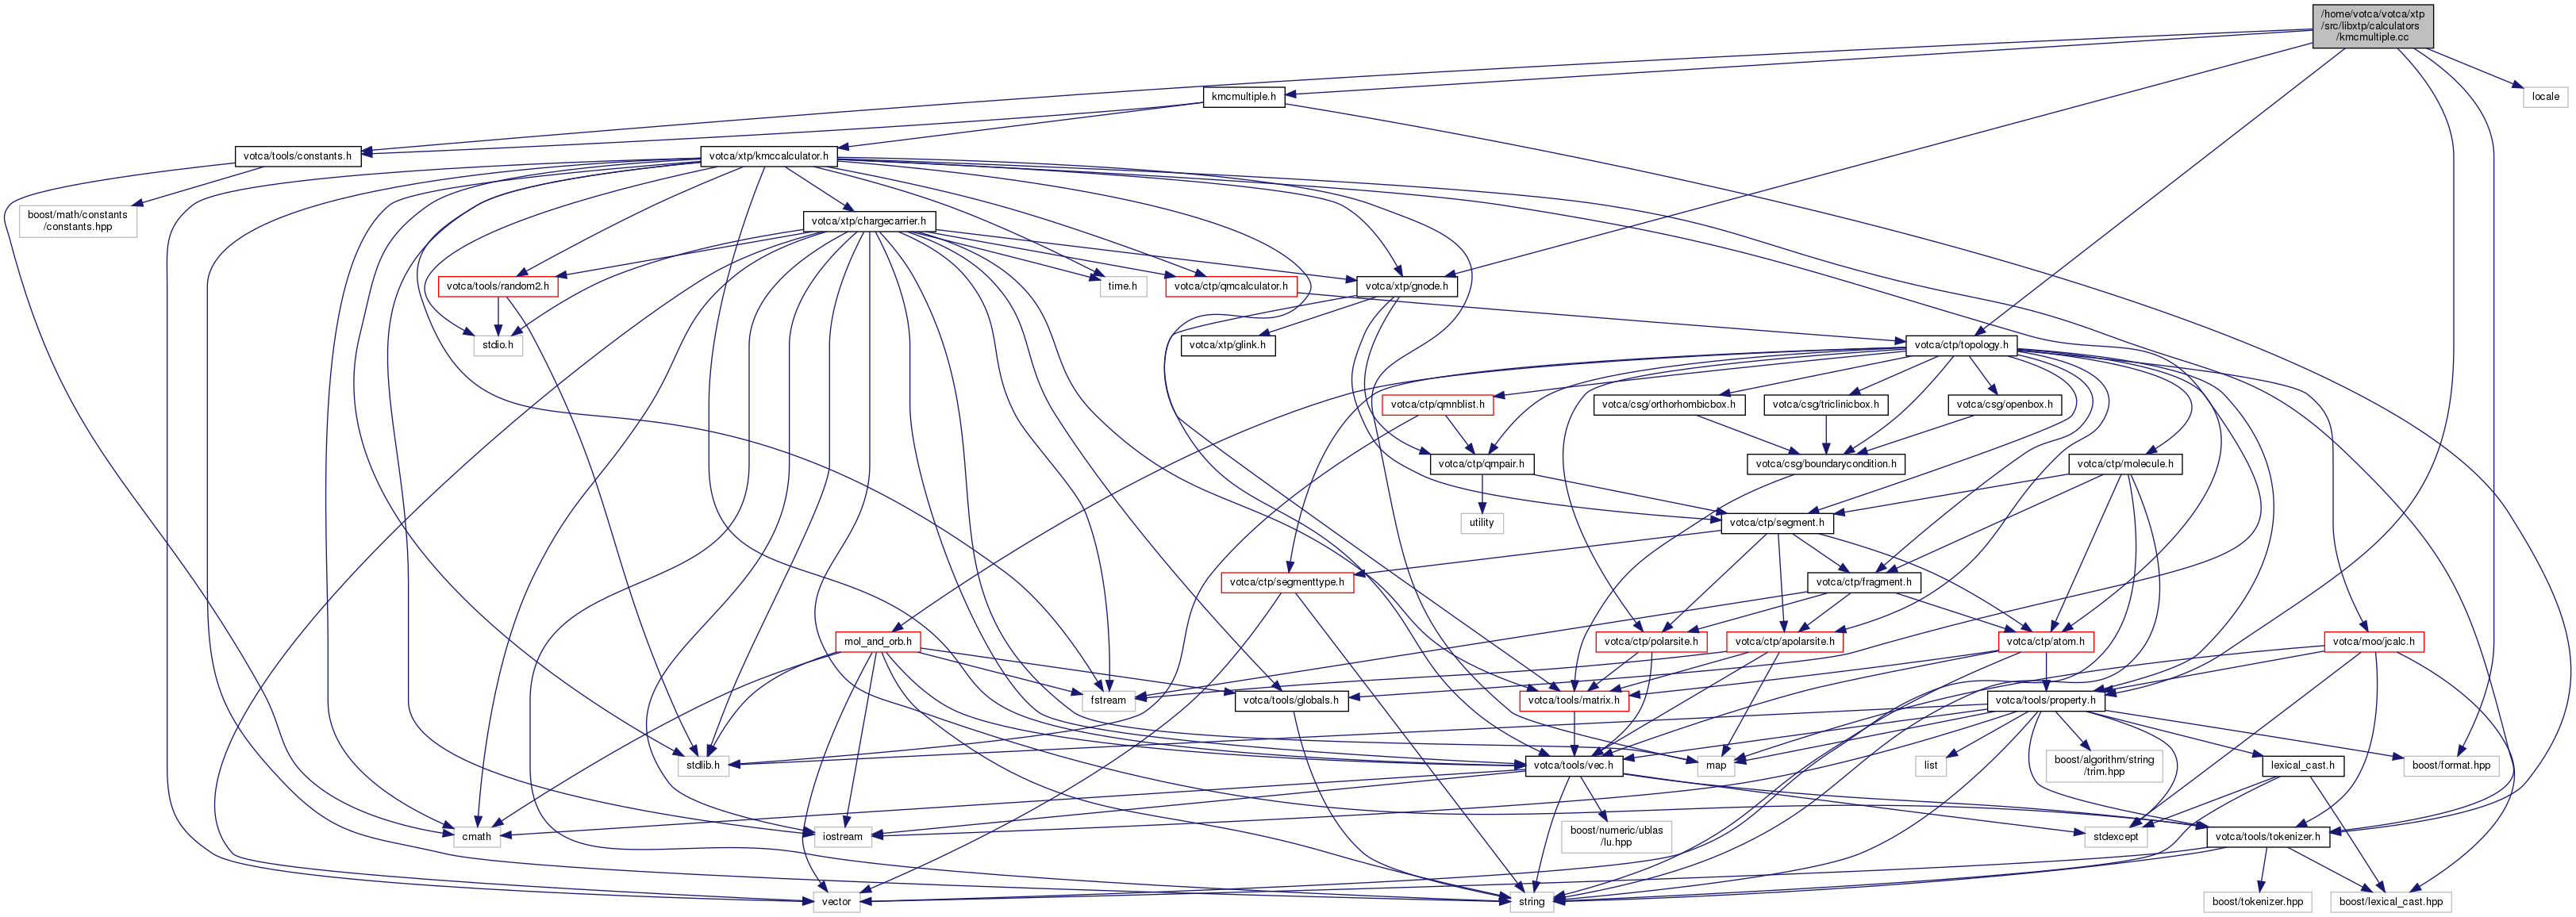 /home/votca/votca/xtp
/src/libxtp/calculators
/kmcmultiple.cc
kmcmultiple.h
locale
votca/tools/constants.h
votca/xtp/kmccalculator.h
boost/math/constants
/constants.hpp
votca/xtp/chargecarrier.h
votca/tools/random2.h
time.h
votca/ctp/qmcalculator.h
votca/xtp/gnode.h
stdio.h
votca/xtp/glink.h
votca/ctp/topology.h
votca/ctp/qmnblist.h
votca/csg/orthorhombicbox.h
votca/csg/triclinicbox.h
votca/csg/openbox.h
votca/ctp/qmpair.h
votca/csg/boundarycondition.h
votca/ctp/molecule.h
utility
votca/ctp/segment.h
votca/ctp/segmenttype.h
votca/ctp/fragment.h
mol_and_orb.h
votca/ctp/polarsite.h
votca/ctp/apolarsite.h
votca/ctp/atom.h
votca/moo/jcalc.h
fstream
votca/tools/globals.h
votca/tools/matrix.h
votca/tools/property.h
stdlib.h
votca/tools/vec.h
map
list
boost/algorithm/string
/trim.hpp
lexical_cast.h
boost/format.hpp
cmath
iostream
boost/numeric/ublas
/lu.hpp
stdexcept
votca/tools/tokenizer.h
vector
string
boost/tokenizer.hpp
boost/lexical_cast.hpp